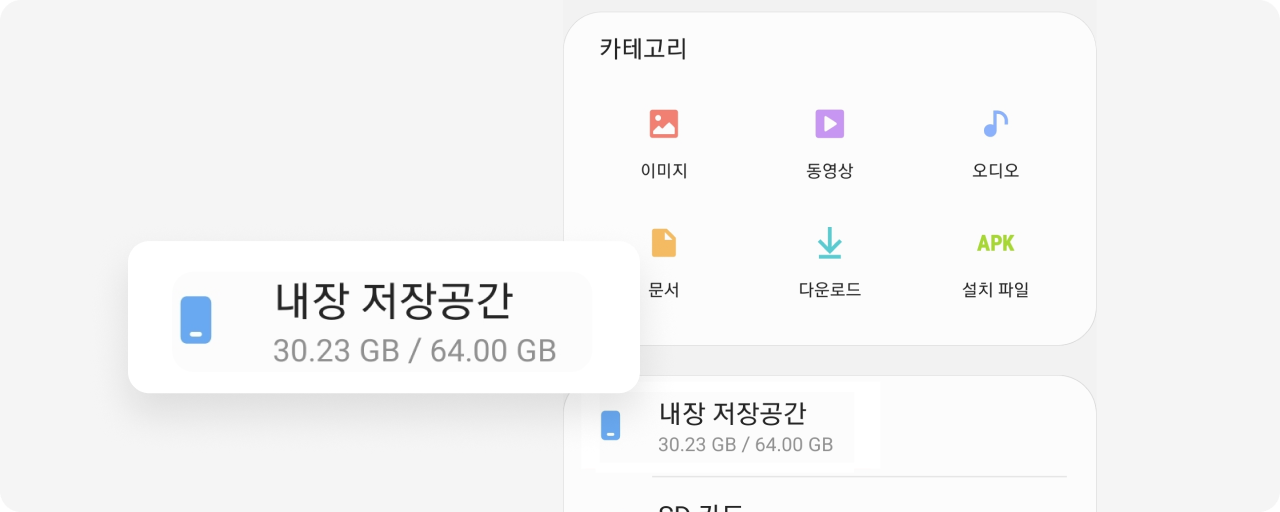 카테고리
이미지
동영상
오디오
문서
다운로드
APK
설치 파일
내장 저장공간
30.23 GB / 64.00 GB
내장 저장공간
30.23 GB / 64.00 GB